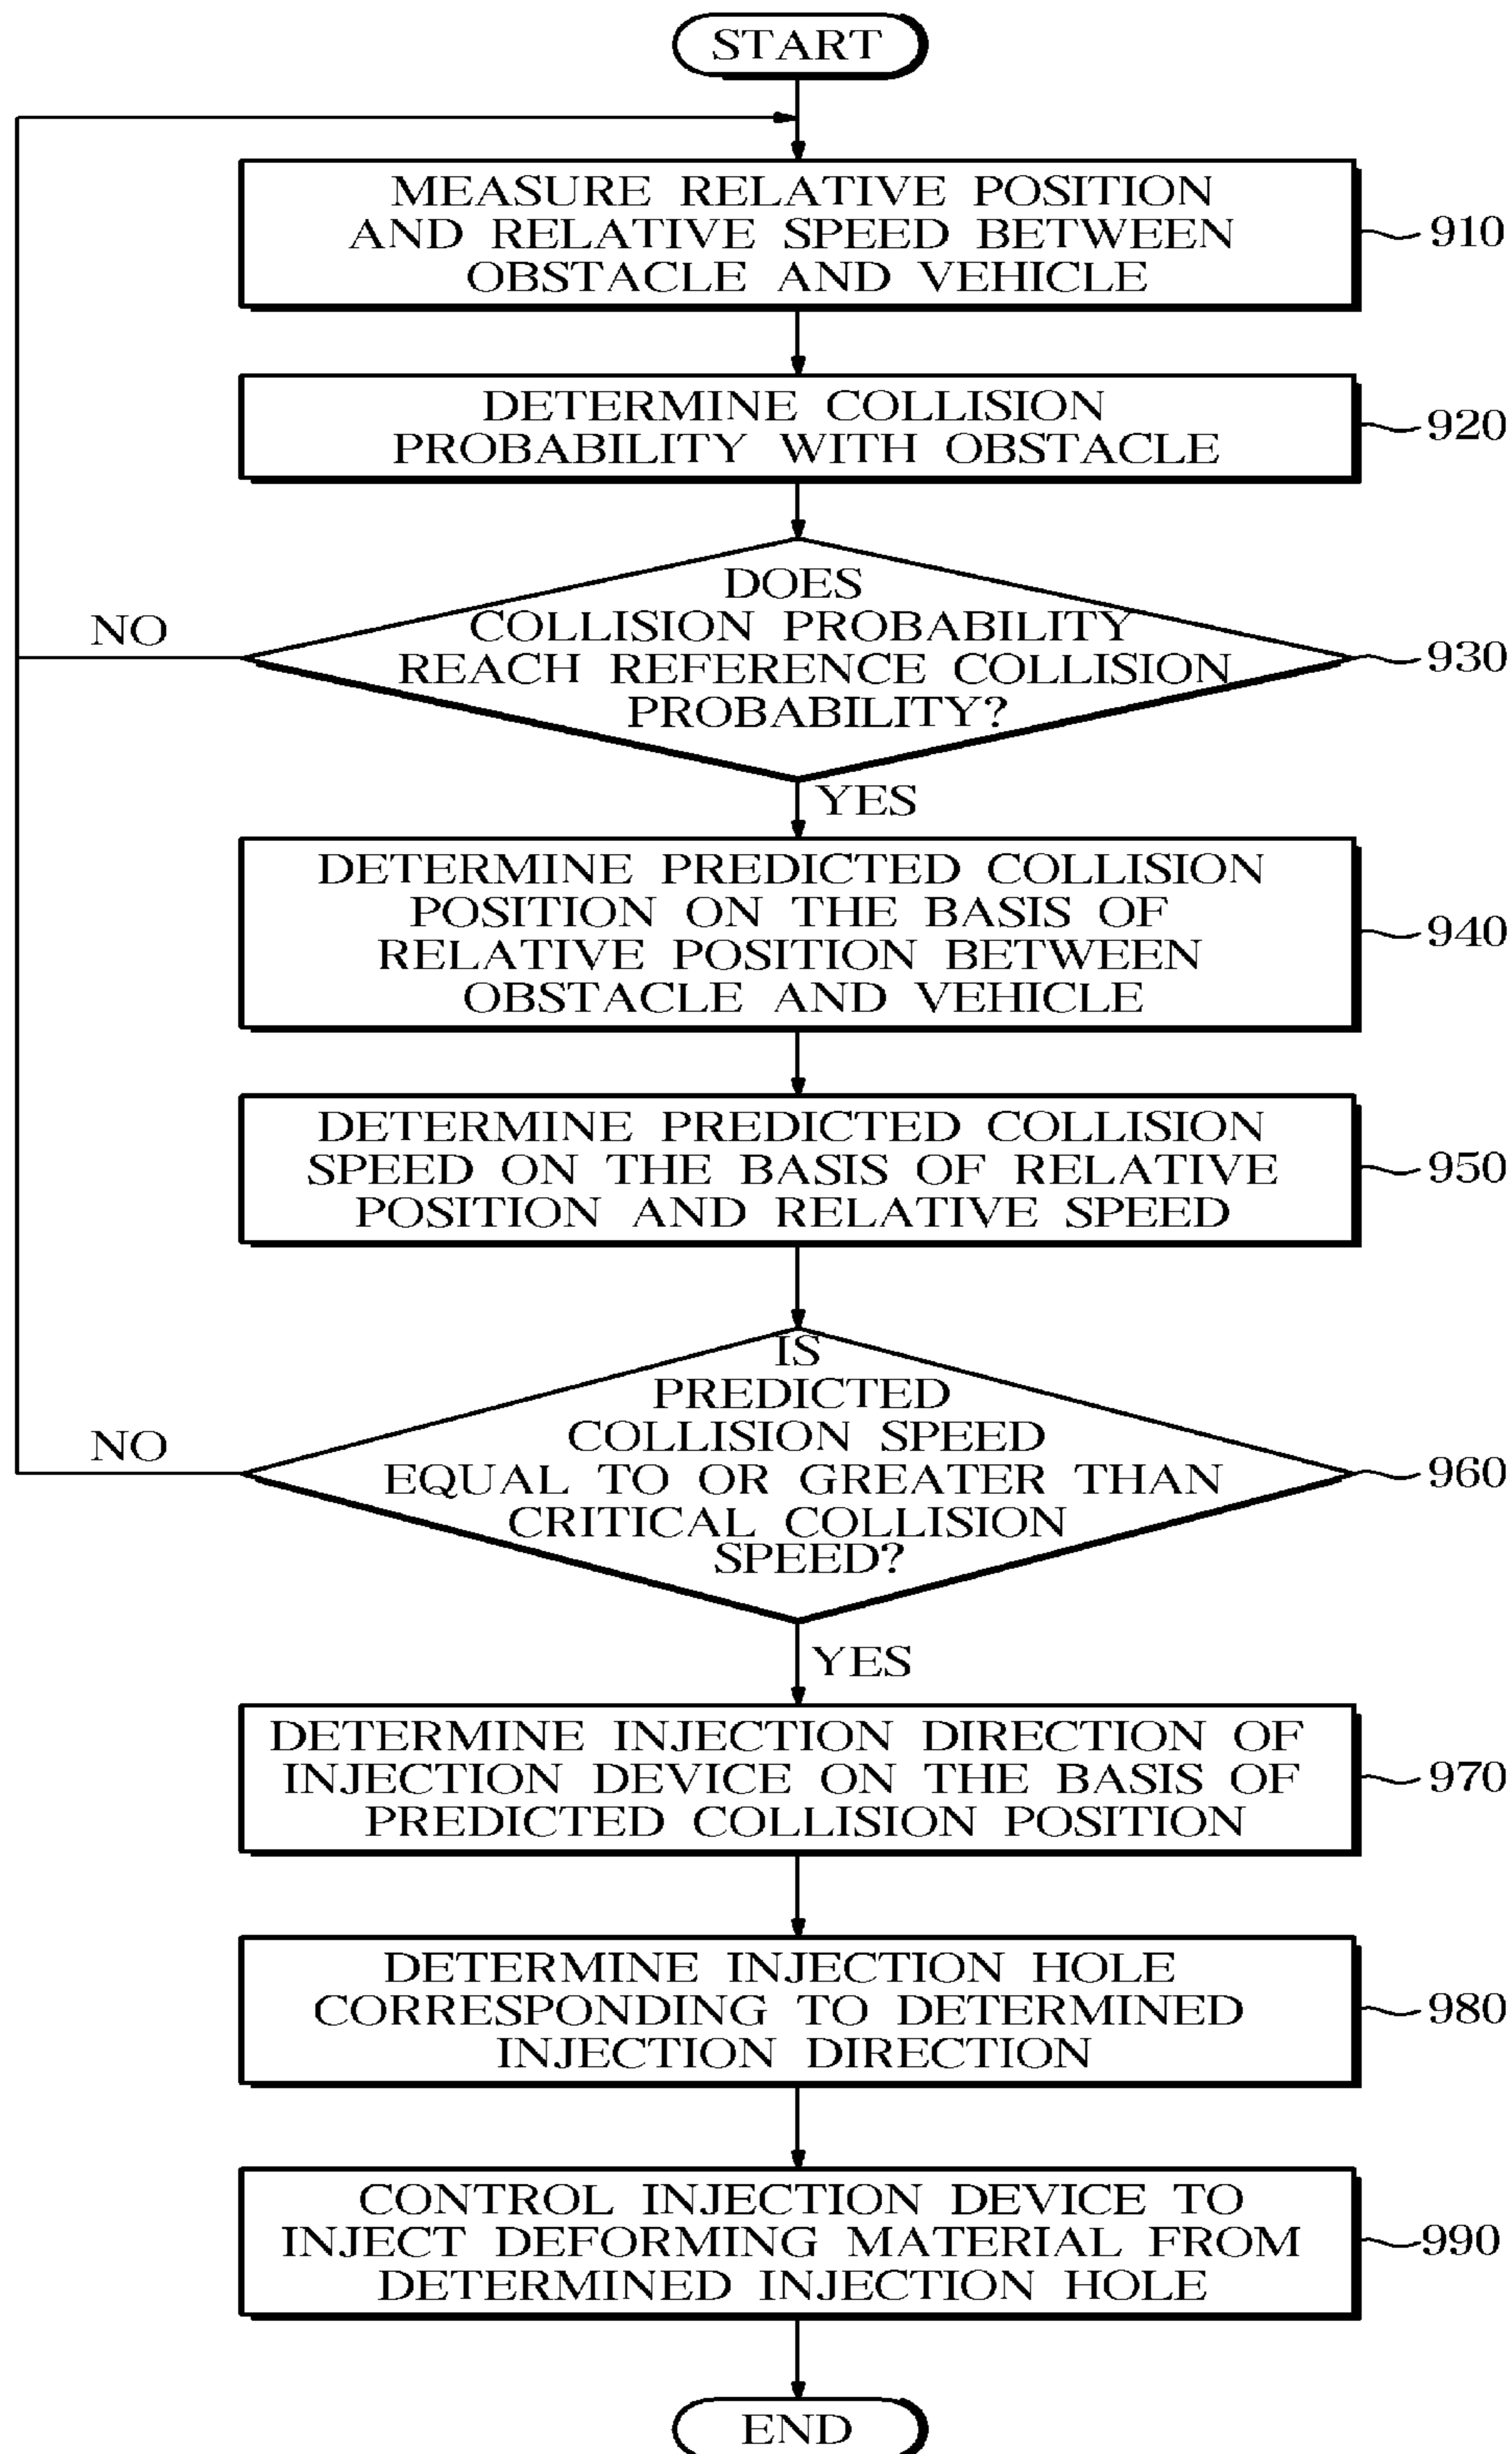 START
MEASURE RELATIVE POSITION
AND RELATIVE SPEED BETWEEN
OBSTACLE AND VEHICLE
910
DETERMINE COLLISION
PROBABILITY WITH OBSTACLE
920
DOES
COLLISION PROBABILITY
REACH REFERENCE COLLISION
PROBABILITY?
930
NO
YES
DETERMINE PREDICTED COLLISION
POSITION ON THE BASIS OF
RELATIVE POSITION BETWEEN
OBSTACLE AND VEHICLE
940
DETERMINE PREDICTED COLLISION
SPEED ON THE BASIS OF RELATIVE
POSITION AND RELATIVE SPEED
950
IS
PREDICTED
COLLISION SPEED
EQUAL TO OR GREATER THAN
CRITICAL COLLISION
SPEED?
960
NO
YES
DETERMINE INJECTION DIRECTION OF
INJECTION DEVICE ON THE BASIS OF
PREDICTED COLLISION POSITION
970
DETERMINE INJECTION HOLE
CORRESPONDING TO DETERMINED
INJECTION DIRECTION
980
CONTROL INJECTION DEVICE TO
INJECT DEFORMING MATERIAL FROM
DETERMINED INJECTION HOLE
990
END